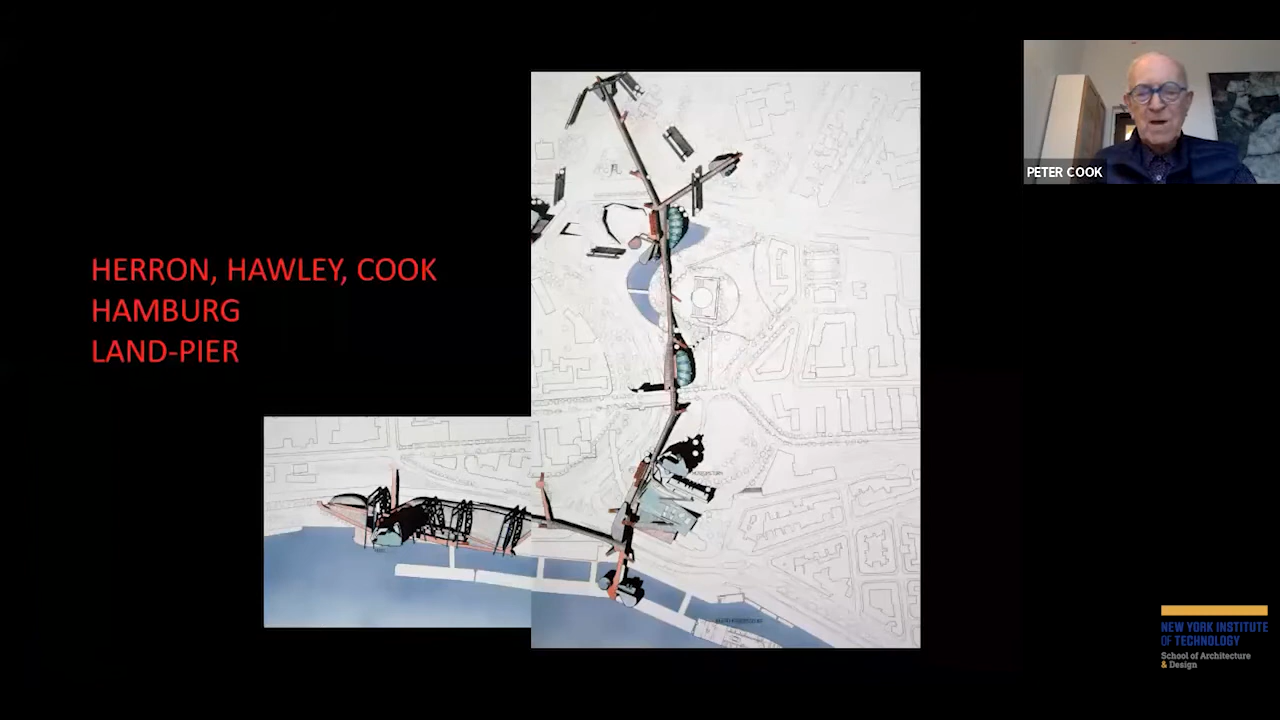 HERRON, HAWLEY, COOK
HAMBURG
LAND-PIER
PETER COOK
NEW YORK INSTITUTE
OF TECHNOLOGY
School of Architecture
& Design